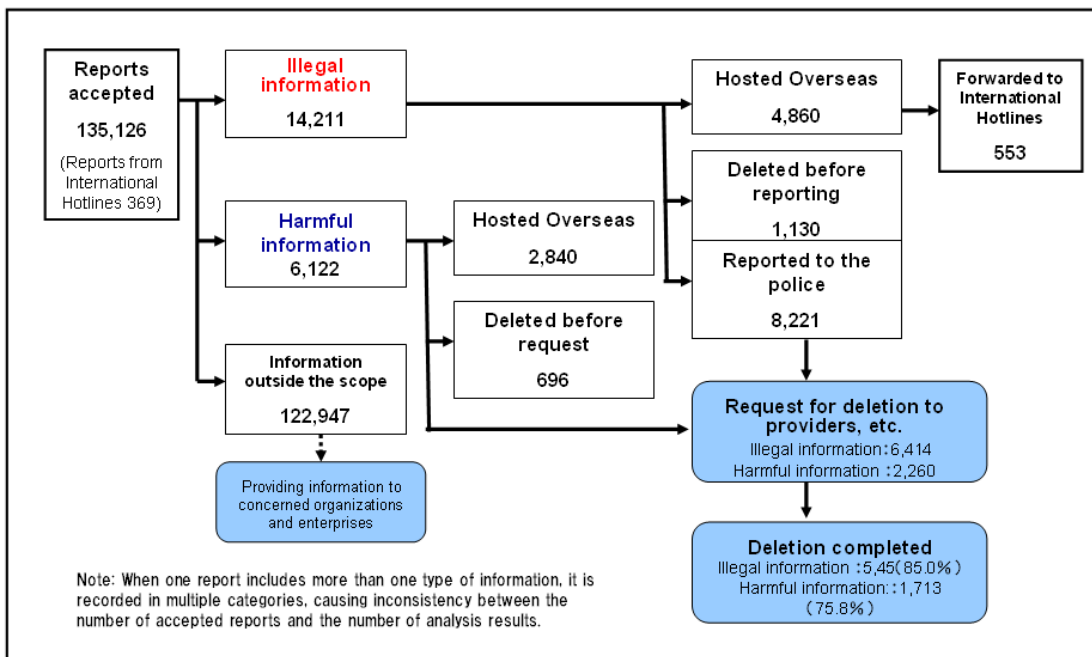 Reports
accepted
135,126
(Reports from
International
Hotlines 369)
Illegal
information
14,211
Harmful
information
6,122
Information
outside the scope
122,947
Providing information to
concerned organizations
and enterprises
Hosted Overseas
2,840
Deleted before
request
696
Hosted Overseas
4,860
Forwarded to
International
Hotlines
553
Deleted before
reporting
1,130
Reported to the
police
8,221
Request for deletion to
providers, etc.
Illegal information：6,414
Harmful information ：2,260
Deletion completed
Illegal information ：5,45(85.0%)
Harmful information:：1,713
(75.8%)
Note: When one report includes more than one type of information, it is
recorded in multiple categories, causing inconsistency between the
number of accepted reports and the number of analysis results.